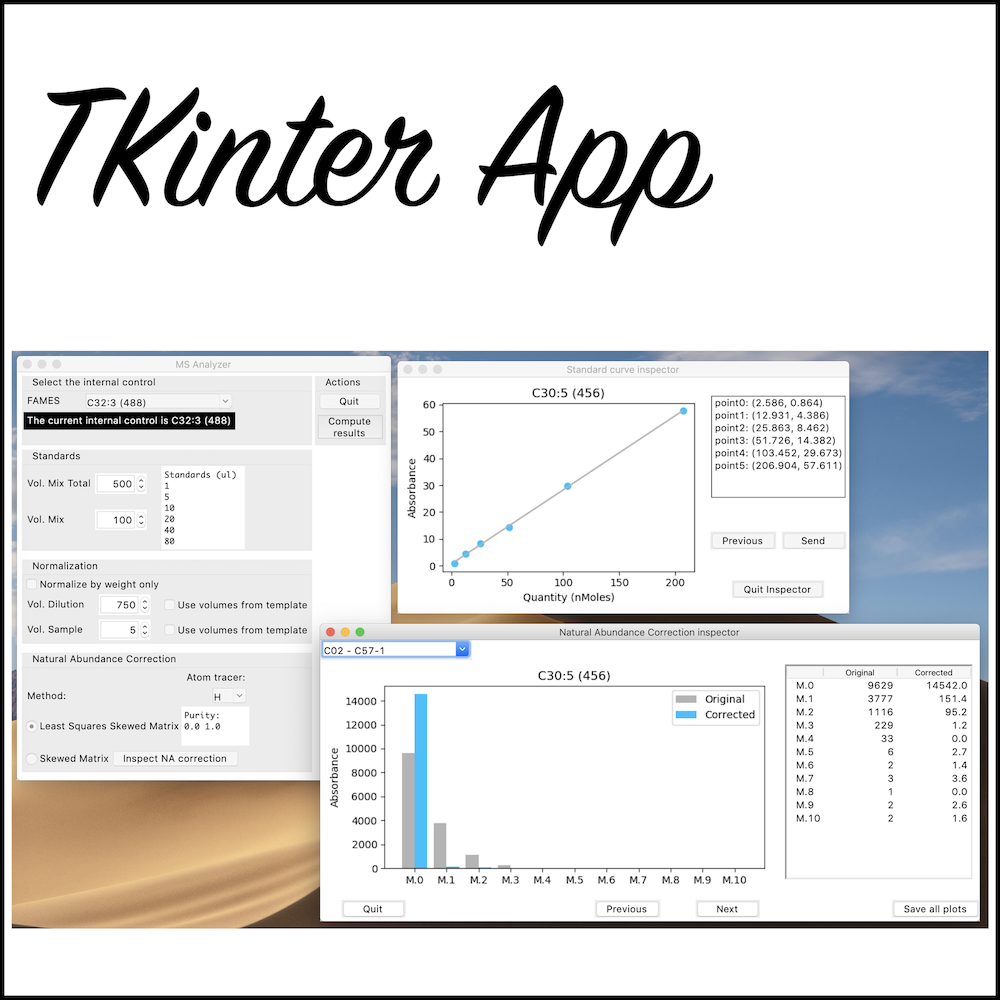 TKinter App
MS Analyzer
Select the internal control
FAMES C32:3 (488)
The current internal control is C32:3 (488)
Actions
Quit
Compute
results
Standards
Vol. Mix Total 500
Vol. Mix 100
Standards (ul)
1
5
10
20
40
80
Normalization
Normalize by weight only
Vol. Dilution 750 Use volumes from template
Vol. Sample 5 Use volumes from template
Natural Abundance Correction
Atom tracer:
Method: H
Purity:
0.0 1.0
Least Squares Skewed Matrix
Skewed Matrix Inspect NA correction
Standard curve inspector
C30:5 (456)
60
50
40
30
20
10
0
Absorbance
0 50 100 150 200
Quantity (nMoles)
point0: (2.586, 0.864)
point1: (12.931, 4.386)
point2: (25.863, 8.462)
point3: (51.726, 14.382)
point4: (103.452, 29.673)
point5: (206.904, 57.611)
Previous Send
Quit Inspector
Natural Abundance Correction inspector
C02 - C57-1
C30:5 (456)
Original
Corrected
14000
12000
10000
8000
6000
4000
2000
0
Absorbance
M.0 M.1 M.2 M.3 M.4 M.5 M.6 M.7 M.8 M.9 M.10
Original Corrected
M.0 9629 14542.0
M.1 3777 151.4
M.2 1116 95.2
M.3 229 1.2
M.4 33 0.0
M.5 6 2.7
M.6 2 1.4
M.7 3 3.6
M.8 1 0.0
M.9 2 2.6
M.10 2 1.6
Quit Previous Next Save all plots